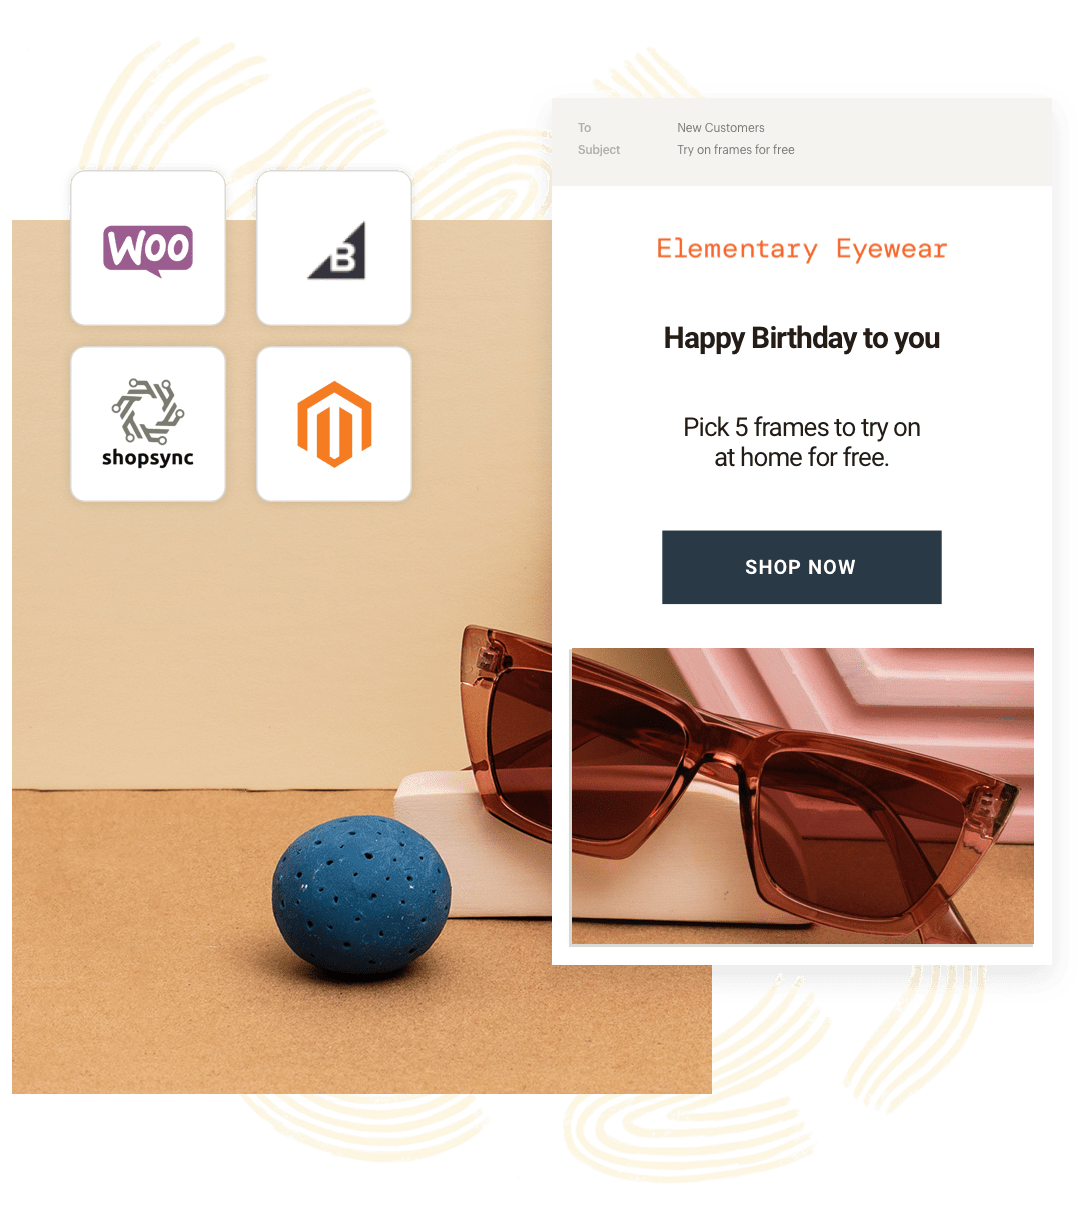 WOO
B
shopsync
To New Customers
Subject Try on frames for free
Elementary Eyewear
Happy Birthday to you
Pick 5 frames to try on
at home for free.
SHOP NOW